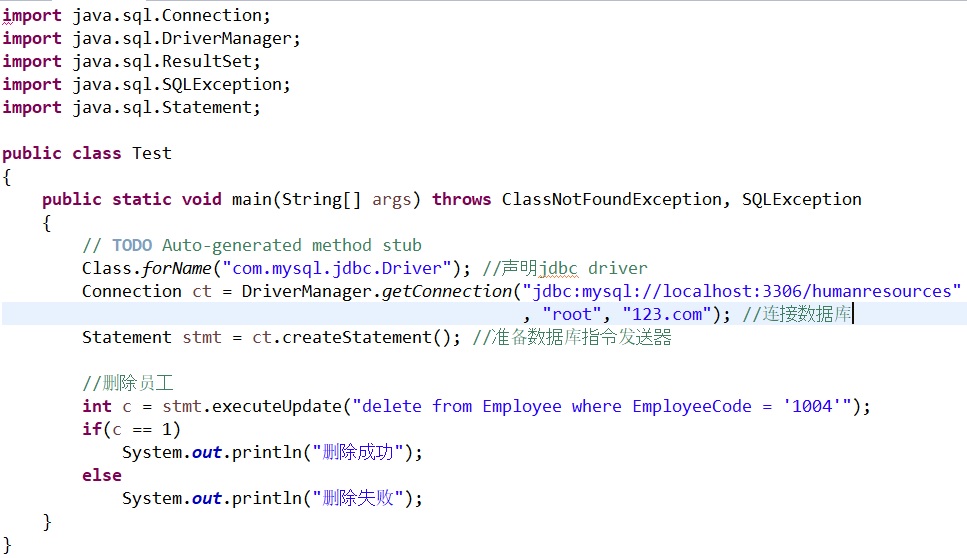 import java.sql.Connection;
import java.sql.DriverManager;
import java.sql.ResultSet;
import java.sql.SQLException;
import java.sql.Statement;
public class Test
{
public static void main(String[] args) throws ClassNotFoundException, SQLException
{
// TODO Auto-generated method stub
Class.forName("com.mysql.jdbc.Driver"); //声明jdbc driver
Connection ct = DriverManager.getConnection("jdbc:mysql://localhost:3306/humanresources"
, "root", "123.com"); //连接数据库
Statement stmt = ct.createStatement(); //准备数据库指令发送器
//删除员工
int c = stmt.executeUpdate("delete from Employee where EmployeeCode = '1004'");
if(c == 1)
System.out.println("删除成功");
else
System.out.println("删除失败");
}
}